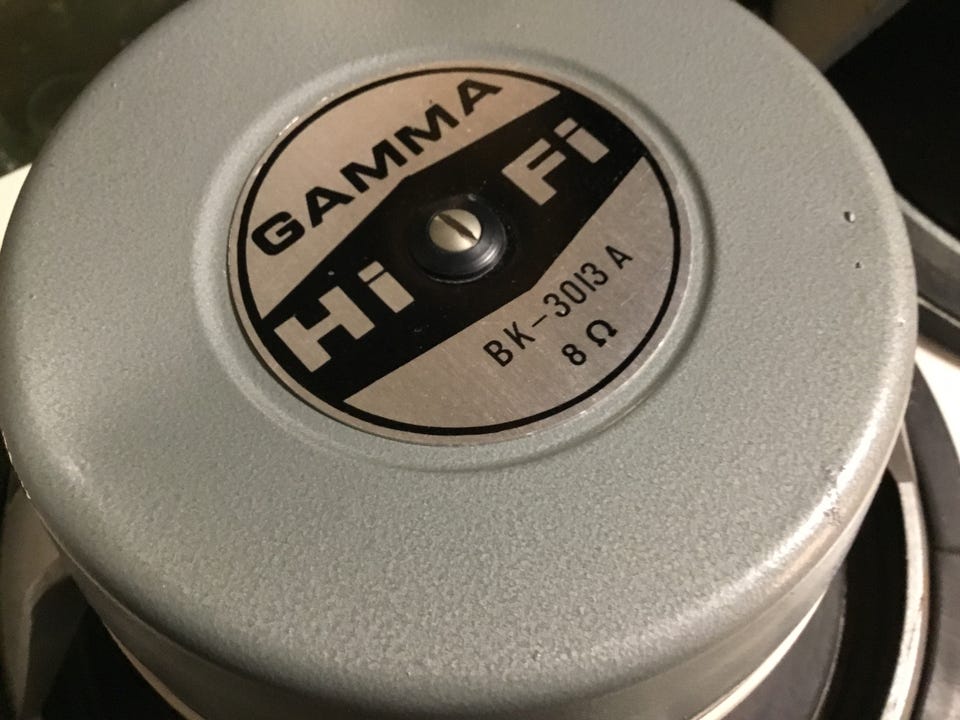 GAMMA
Hi Fi
BK-3013 A
8 Ω